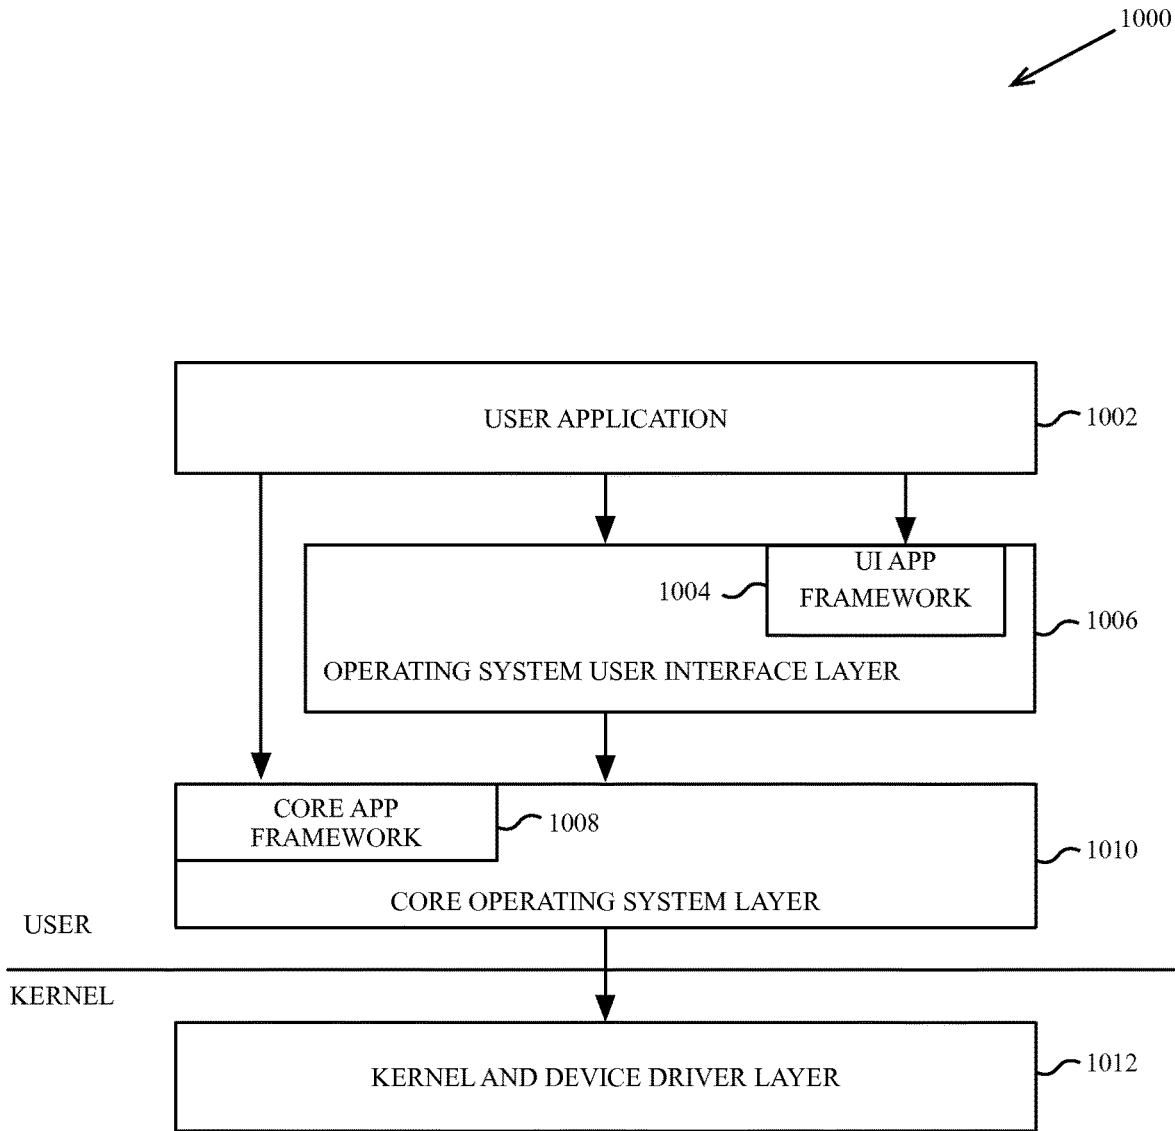 1000
USER APPLICATION
1002
UI APP
FRAMEWORK
1004
1006
OPERATING SYSTEM USER INTERFACE LAYER
CORE APP
FRAMEWORK
1008
1010
CORE OPERATING SYSTEM LAYER
USER
KERNEL
KERNEL AND DEVICE DRIVER LAYER
1012